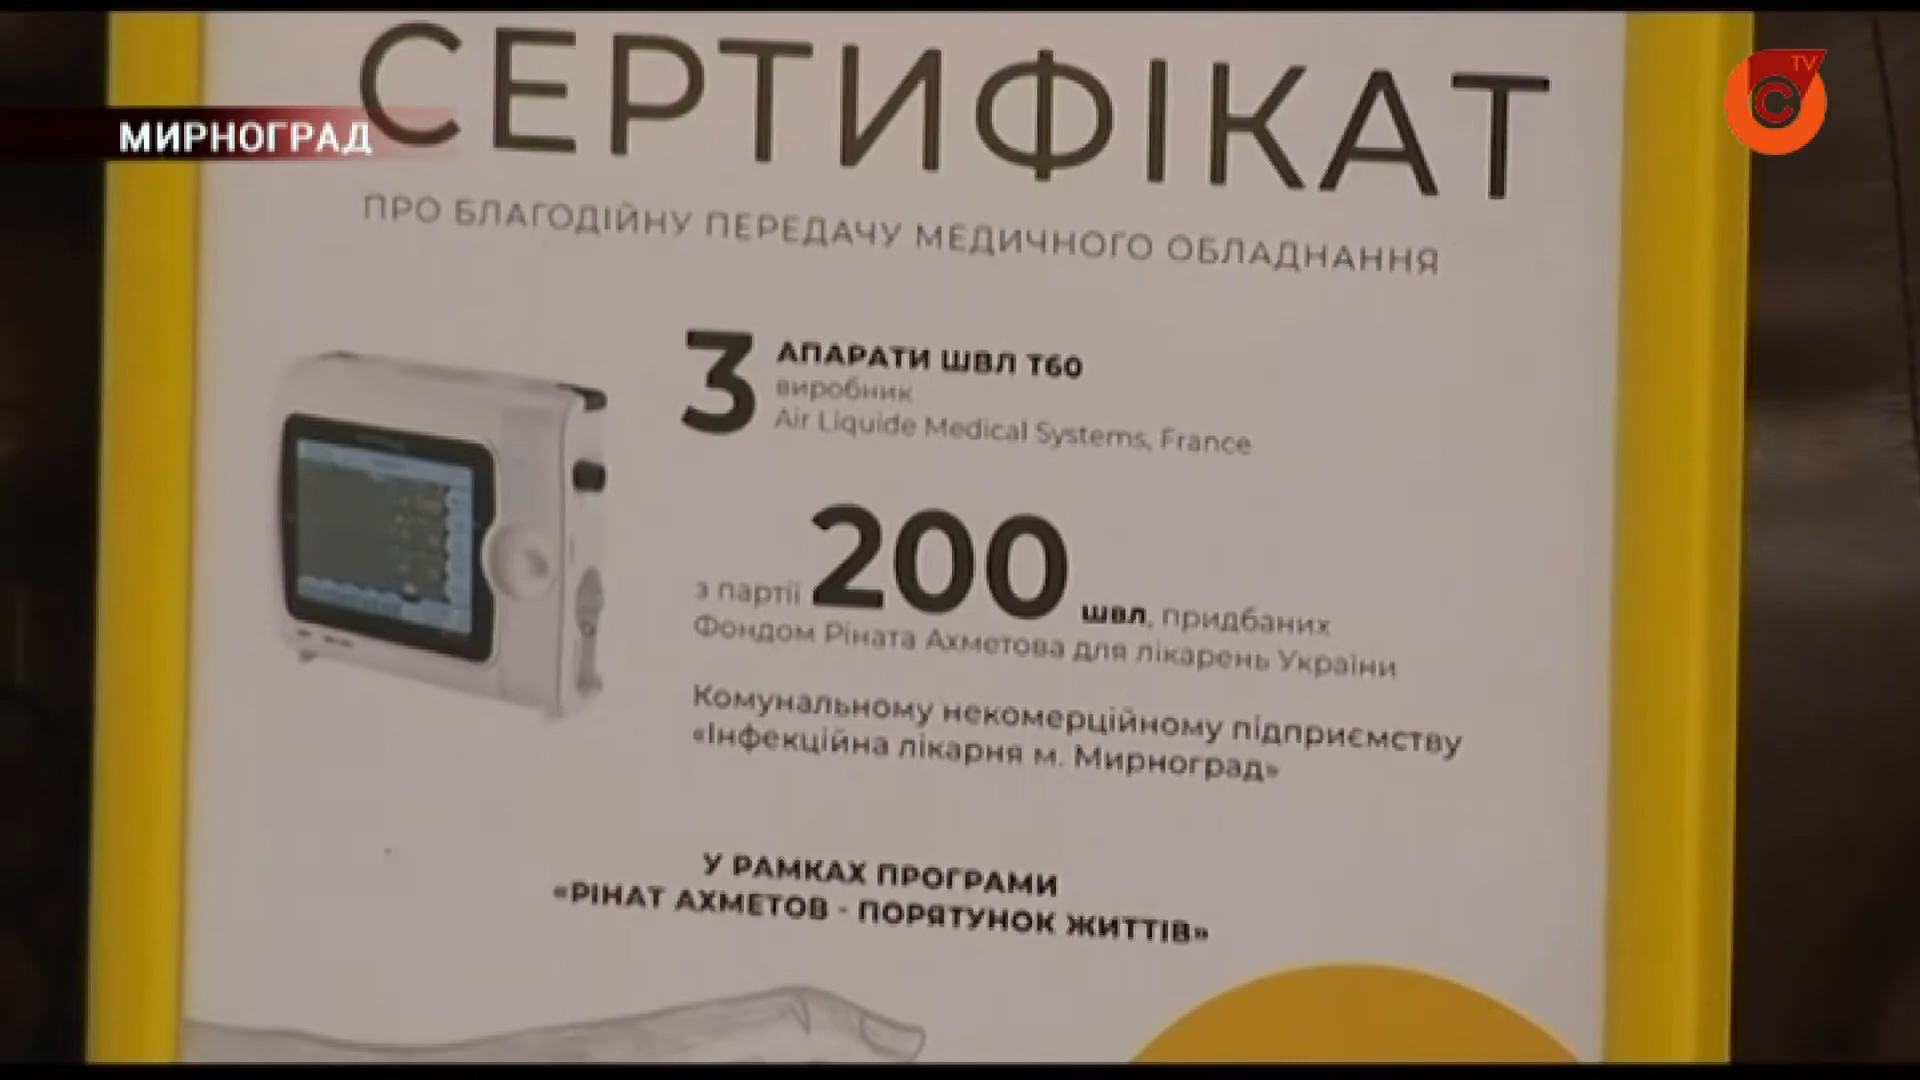 СЕРТИФІКАТ
TV
C
МИРНОГРАД
ПРО БЛАГОДІЙНУ ПЕРЕДАЧУ МЕДИЧНОГО ОБЛАДНАННЯ
3 АПАРАТИ ШВЛ Т60
виробник
Air Liquide Medical Systems, France
з партії 200 ШВЛ, придбаних
Фондом Ріната Ахметова для лікарень України
Комунальному некомерційному підприємству
«Інфекційна лікарня м. Мирноград»
У РАМКАХ ПРОГРАМИ
«РІНАТ АХМЕТОВ - ПОРЯТУНОК ЖИТТІВ»